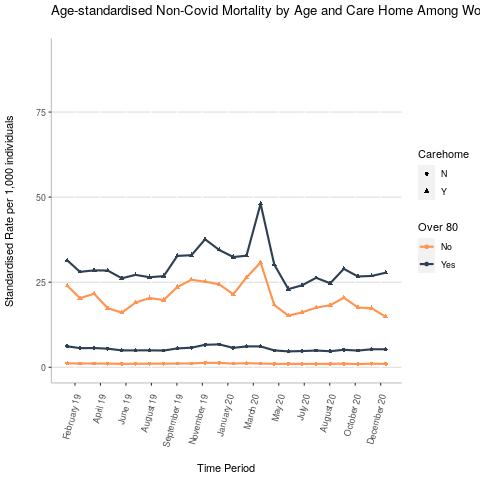 Age-standardised Non-Covid Mortality by Age and Care Home Among Wo
Standardised Rate per 1,000 individuals
75
50
25
0
February 19
April 19
June 19
August 19
September 19
November 19
January 20
March 20
May 20
July 20
August 20
October 20
December 20
Time Period
Carehome
N
Y
Over 80
No
Yes